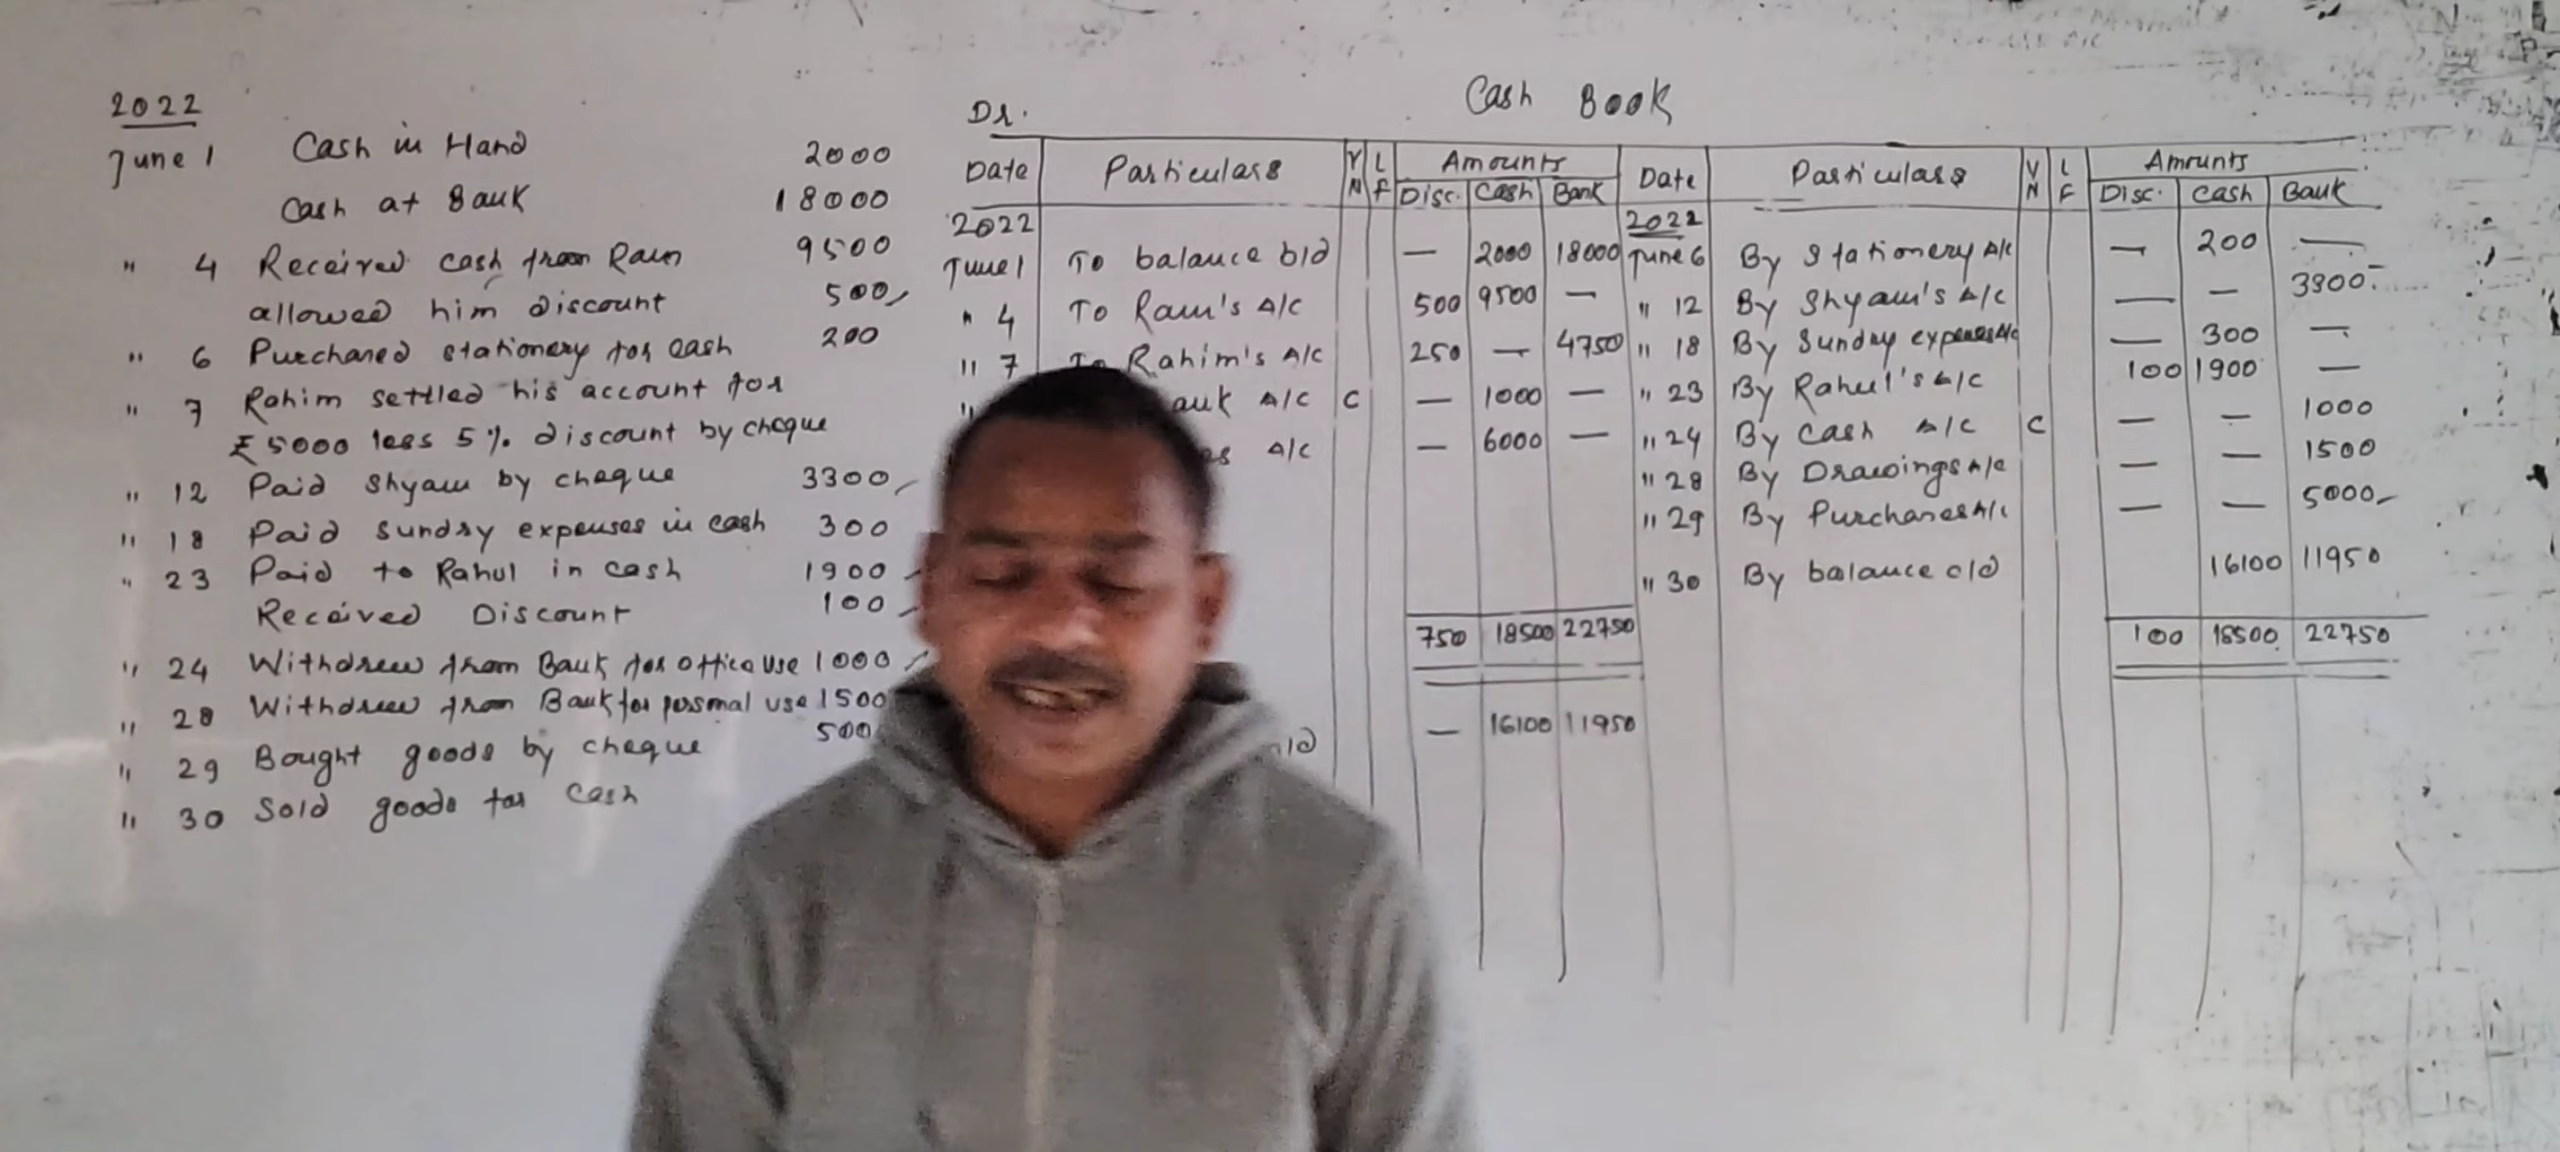 2022
June 1 Cash in Hand 2000
Cash at Bank 18000
" 4 Received cash from Ram 9500
allowed him discount 500
" 6 Purchased stationery for cash 200
" 7 Rahim settled his account for
₹ 5000 less 5% discount by cheque
" 12 Paid Shyam by cheque 3300
" 18 Paid sundry expenses in cash 300
" 23 Paid to Rahul in cash 1900
Received Discount 100
" 24 Withdrew from Bank for office use 1000
" 28 Withdrew from Bank for personal use 1500
" 29 Bought goods by cheque 500
" 30 Sold goods for cash
Cash Book
Dr.
Date Particulars VN LF Amounts Date Particulars VN LF Amounts
Disc. Cash Bank Disc. Cash Bank
2022 2022
June 1 To balance b/d — 2000 18000 June 6 By Stationery A/c — 200 —
" 4 To Ram's A/c 500 9500 — " 12 By Shyam's A/c — — 3300
" 7 To Rahim's A/c 250 — 4750 " 18 By Sunday expenses A/c — 300 —
" ank A/c C — 1000 — " 23 By Rahul's A/c 100 1900 —
es A/c — 6000 — " 24 By Cash A/c C — — 1000
" 28 By Drawings A/c — — 1500
" 29 By Purchases A/c — — 5000
" 30 By balance c/d 16100 11950
750 18500 22750 100 18500 22750
— 16100 11950